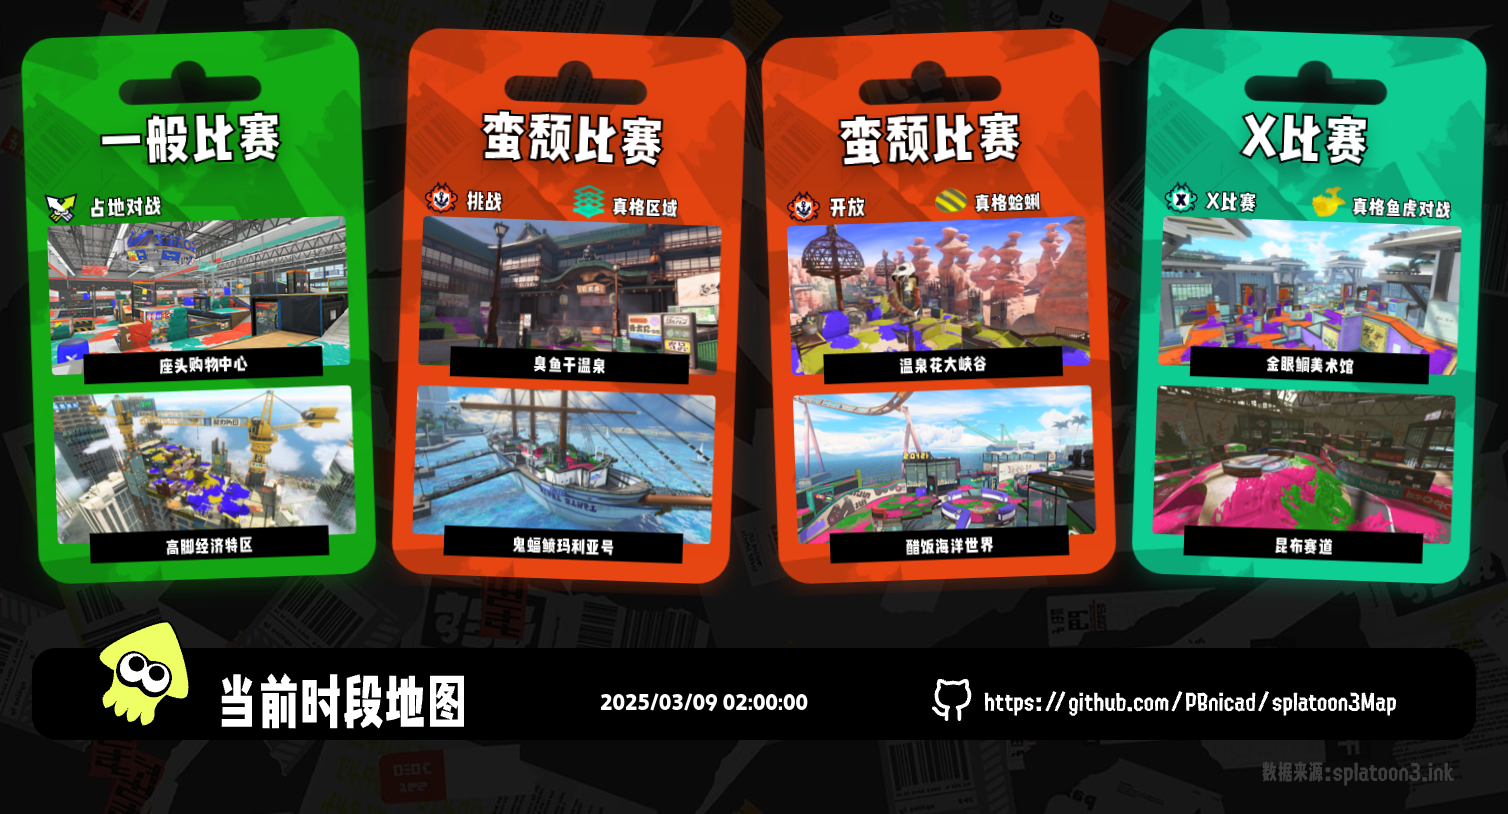 一般比赛
占地对战
座头购物中心
高脚经济特区
蛮颓比赛
挑战
真格区域
臭鱼干温泉
鬼蝠鲼玛利亚号
蛮颓比赛
开放
真格蛤蜊
温泉花大峡谷
醋饭海洋世界
X比赛
X比赛
真格鱼虎对战
金眼鲷美术馆
昆布赛道
当前时段地图
2025/03/09 02:00:00
https://github.com/PBnicad/splatoon3Map
数据来源:splatoon3.ink